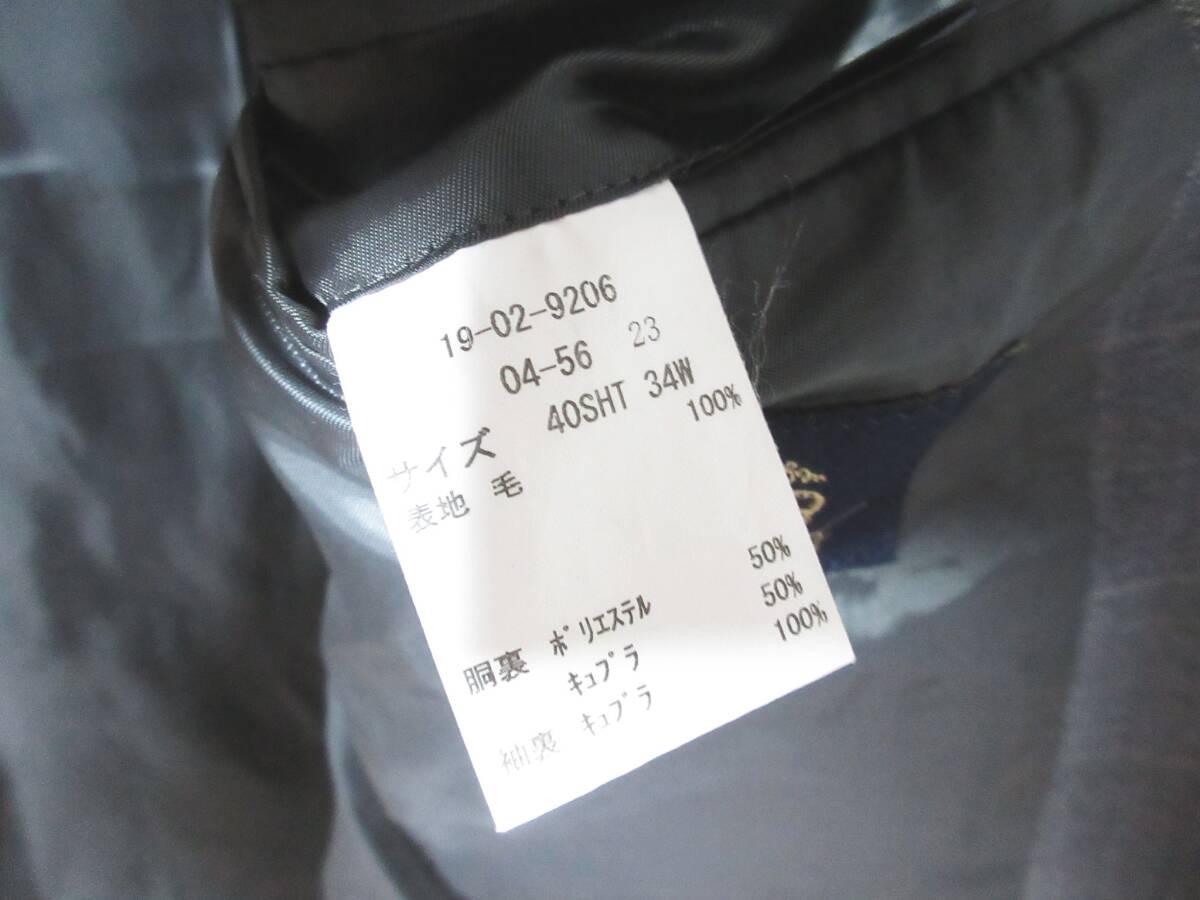 19-02-9206
04-56 23
サイズ 40SHT 34W
表地 毛 100%
胴裏 ポリエステル 50%
キュプラ 50%
袖裏 キュプラ 100%